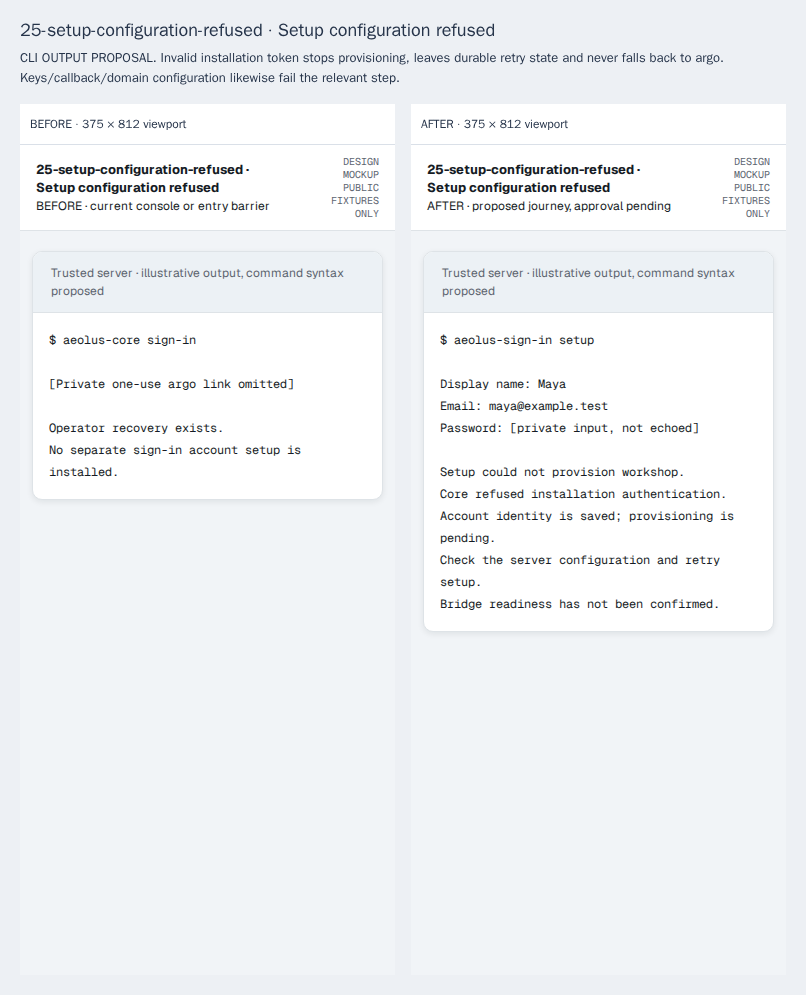 25-setup-configuration-refused · Setup configuration refused
CLI OUTPUT PROPOSAL. Invalid installation token stops provisioning, leaves durable retry state and never falls back to argo.
Keys/callback/domain configuration likewise fail the relevant step.
BEFORE · 375 × 812 viewport
25-setup-configuration-refused ·
Setup configuration refused
BEFORE · current console or entry barrier
DESIGN
MOCKUP
PUBLIC
FIXTURES
ONLY
Trusted server · illustrative output, command syntax
proposed
$ aeolus-core sign-in
[Private one-use argo link omitted]
Operator recovery exists.
No separate sign-in account setup is
installed.
AFTER · 375 × 812 viewport
25-setup-configuration-refused ·
Setup configuration refused
AFTER · proposed journey, approval pending
DESIGN
MOCKUP
PUBLIC
FIXTURES
ONLY
Trusted server · illustrative output, command syntax
proposed
$ aeolus-sign-in setup
Display name: Maya
Email: maya@example.test
Password: [private input, not echoed]
Setup could not provision workshop.
Core refused installation authentication.
Account identity is saved; provisioning is
pending.
Check the server configuration and retry
setup.
Bridge readiness has not been confirmed.